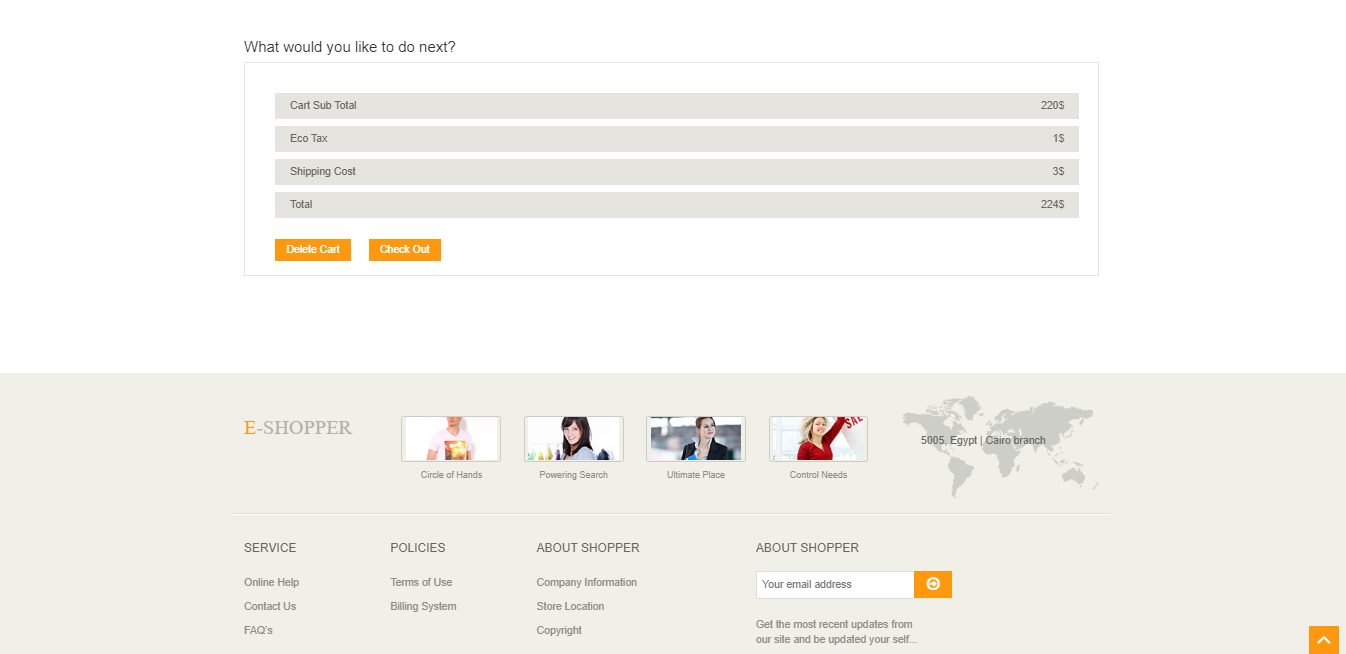 What would you like to do next?
Cart Sub Total 220$
Eco Tax 1$
Shipping Cost 3$
Total 224$
Delete Cart Check Out
E-SHOPPER
SALE
Circle of Hands Powering Search Ultimate Place Control Needs
5005, Egypt | Cairo branch
SERVICE POLICIES ABOUT SHOPPER ABOUT SHOPPER
Online Help Terms of Use Company Information Your email address
Contact Us Billing System Store Location
FAQ's Copyright
Get the most recent updates from
our site and be updated your self...